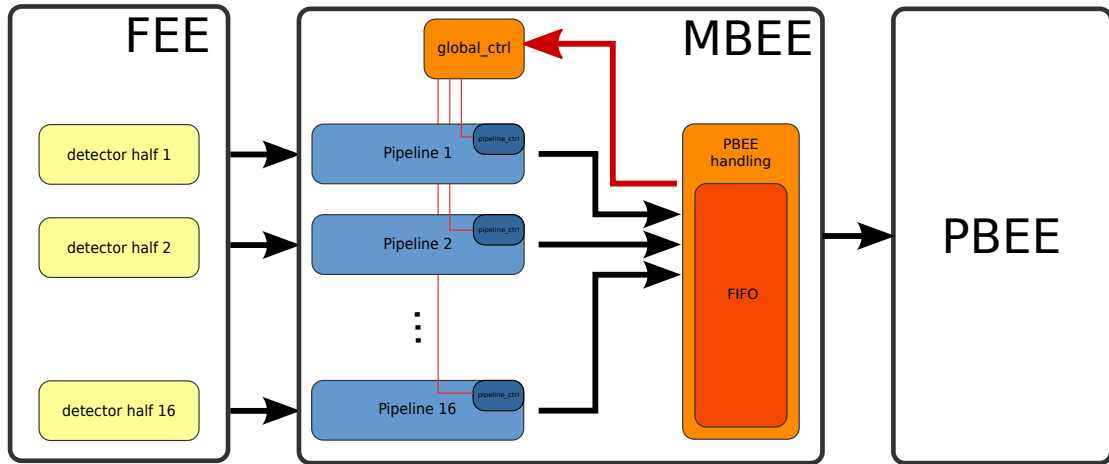 FEE
detector half 1
detector half 2
detector half 16
MBEE
global_ctrl
Pipeline 1
pipeline_ctrl
Pipeline 2
pipeline_ctrl
...
Pipeline 16
pipeline_ctrl
PBEE
handling
FIFO
PBEE